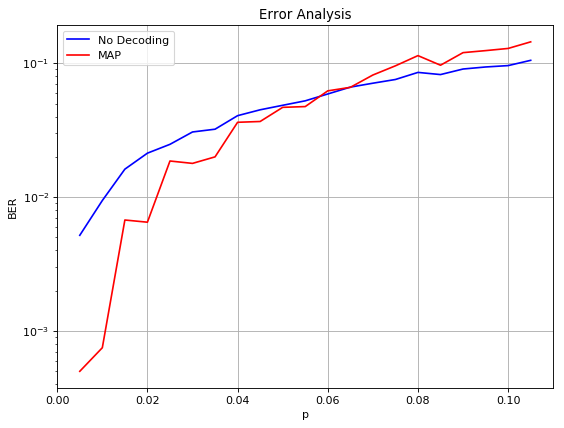 Error Analysis
No Decoding
MAP
10⁻¹
10⁻²
10⁻³
BER
0.00 0.02 0.04 0.06 0.08 0.10
p